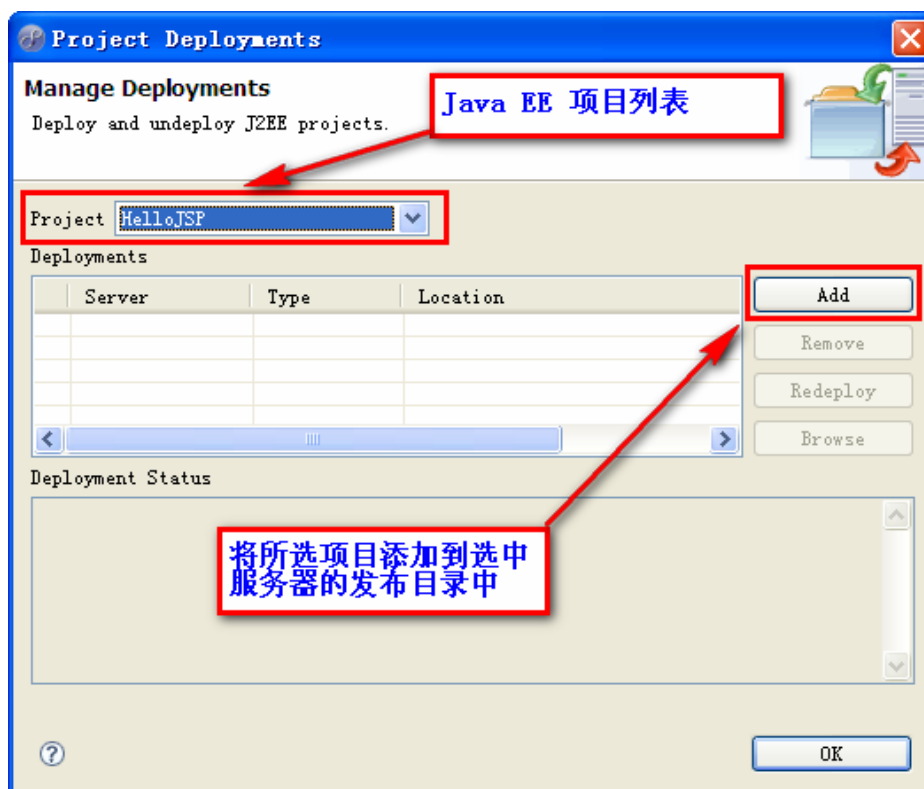 Project Deployments
Manage Deployments
Deploy and undeploy J2EE projects.
Java EE 项目列表
Project HelloJSP
Deployments
Server Type Location
Add
Remove
Redeploy
Browse
Deployment Status
将所选项目添加到选中
服务器的发布目录中
?
OK